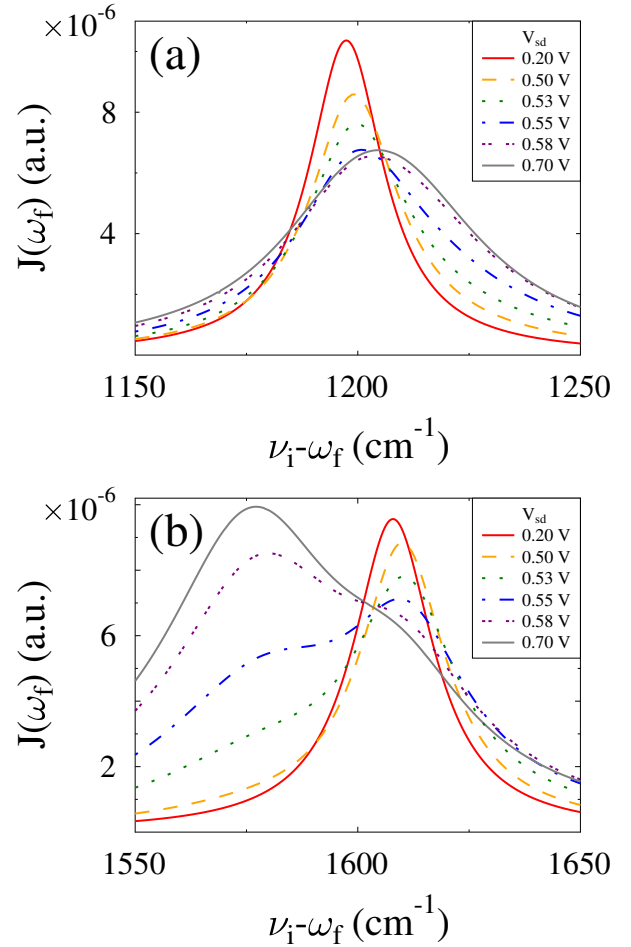 ×10⁻⁶
(a)
V_sd
0.20 V
0.50 V
0.53 V
0.55 V
0.58 V
0.70 V
8
4
J(ω_f) (a.u.)
1150 1200 1250
ν_i-ω_f (cm⁻¹)
×10⁻⁶
(b)
V_sd
0.20 V
0.50 V
0.53 V
0.55 V
0.58 V
0.70 V
6
2
J(ω_f) (a.u.)
1550 1600 1650
ν_i-ω_f (cm⁻¹)